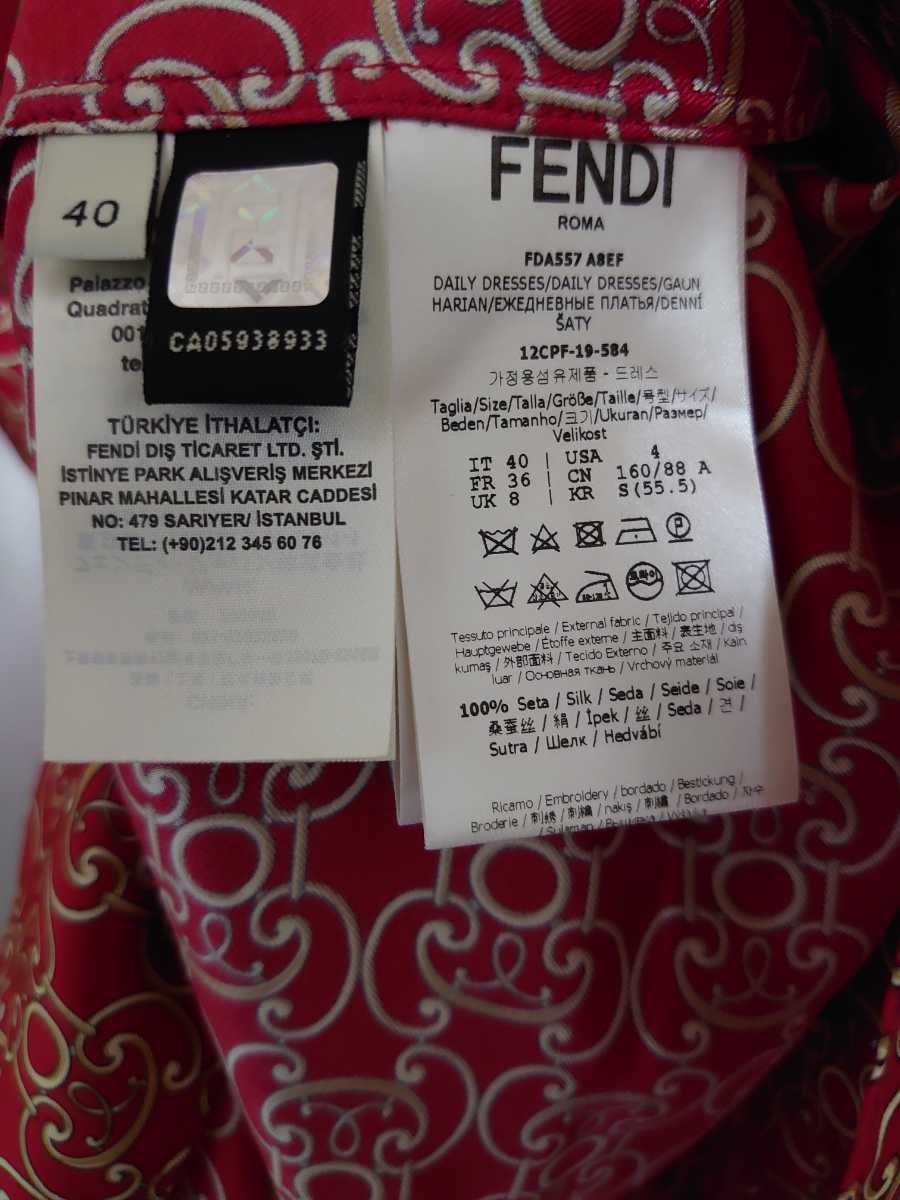 40
CA05938933
Palazzo
Quadrat
001
te
TÜRKİYE İTHALATÇI:
FENDİ DIŞ TİCARET LTD. ŞTİ.
İSTİNYE PARK ALIŞVERİŞ MERKEZİ
PINAR MAHALLESİ KATAR CADDESİ
NO: 479 SARIYER/ İSTANBUL
TEL: (+90)212 345 60 76
FENDI
ROMA
FDA557 A8EF
DAILY DRESSES/DAILY DRESSES/GAUN
HARIAN/ЕЖЕДНЕВНЫЕ ПЛАТЬЯ/DENNÍ
ŠATY
12CPF-19-584
가정용섬유제품 - 드레스
Taglia/Size/Talla/Größe/Taille/号型/サイズ/
Beden/Tamanho/크기/Ukuran/Размер/
Velikost
IT 40 | USA 4
FR 36 | CN 160/88 A
UK 8 | KR S(55.5)
드라이
Tessuto principale / External fabric / Tejido principal /
Hauptgewebe / Étoffe externe / 主面料 / 表生地 / dış
kumaş / 外部面料 / Tecido Externo / 주요 소재 / Kain
luar / Основная ткань / Vrchový materiál
100% Seta / Silk / Seda / Seide / Soie /
桑蚕丝 / 絹 / İpek / 丝 / Seda / 견 /
Sutra / Шелк / Hedvábí
Ricamo / Embroidery / bordado / Bestickung /
Broderie / 刺绣 / 刺繍 / nakış / 刺繡 / Bordado / 자수
/ Sulaman /